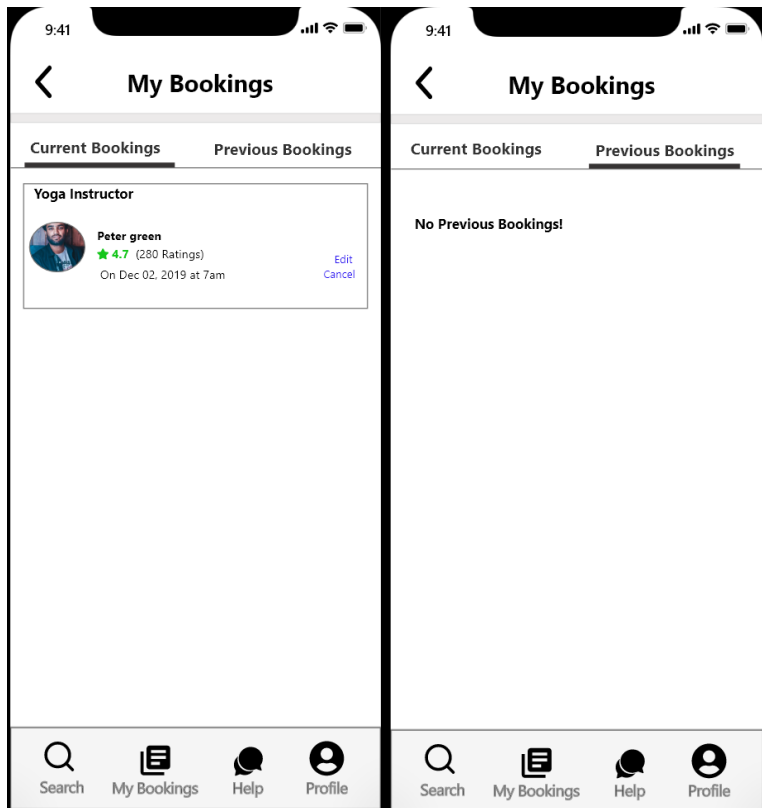 9:41
My Bookings
Current Bookings Previous Bookings
Yoga Instructor
Peter green
4.7 (280 Ratings)
On Dec 02, 2019 at 7am
Edit
Cancel
Search My Bookings Help Profile
9:41
My Bookings
Current Bookings Previous Bookings
No Previous Bookings!
Search My Bookings Help Profile